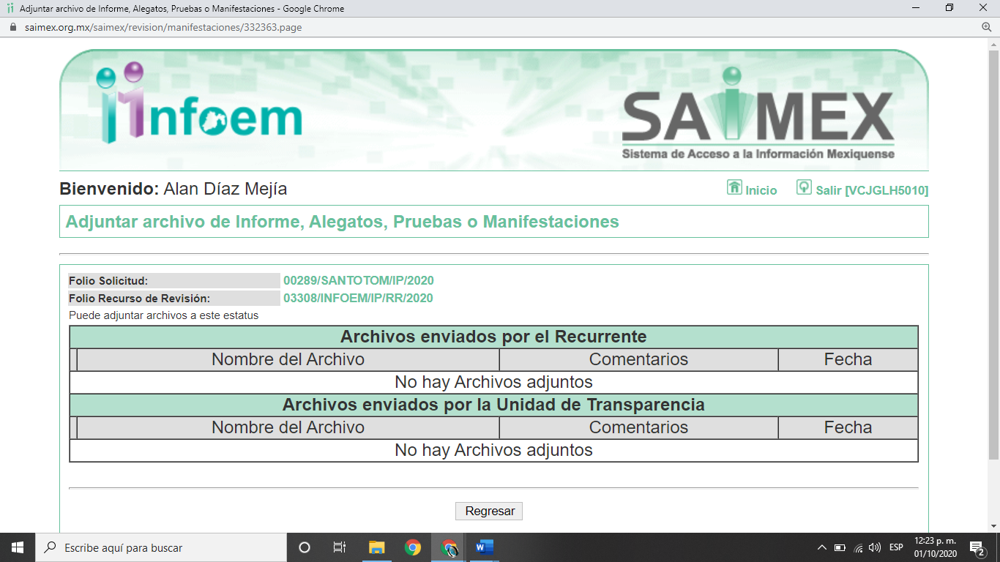 Adjuntar archivo de Informe, Alegatos, Pruebas o Manifestaciones - Google Chrome
saimex.org.mx/saimex/revision/manifestaciones/332363.page
infoem
SAIMEX
Sistema de Acceso a la Información Mexiquense
Bienvenido: Alan Díaz Mejía
Inicio Salir [VCJGLH5010]
Adjuntar archivo de Informe, Alegatos, Pruebas o Manifestaciones
Folio Solicitud: 00289/SANTOTOM/IP/2020
Folio Recurso de Revisión: 03308/INFOEM/IP/RR/2020
Puede adjuntar archivos a este estatus
Archivos enviados por el Recurrente
Nombre del Archivo Comentarios Fecha
No hay Archivos adjuntos
Archivos enviados por la Unidad de Transparencia
Nombre del Archivo Comentarios Fecha
No hay Archivos adjuntos
Regresar
Escribe aquí para buscar
ESP
12:23 p. m.
01/10/2020
2